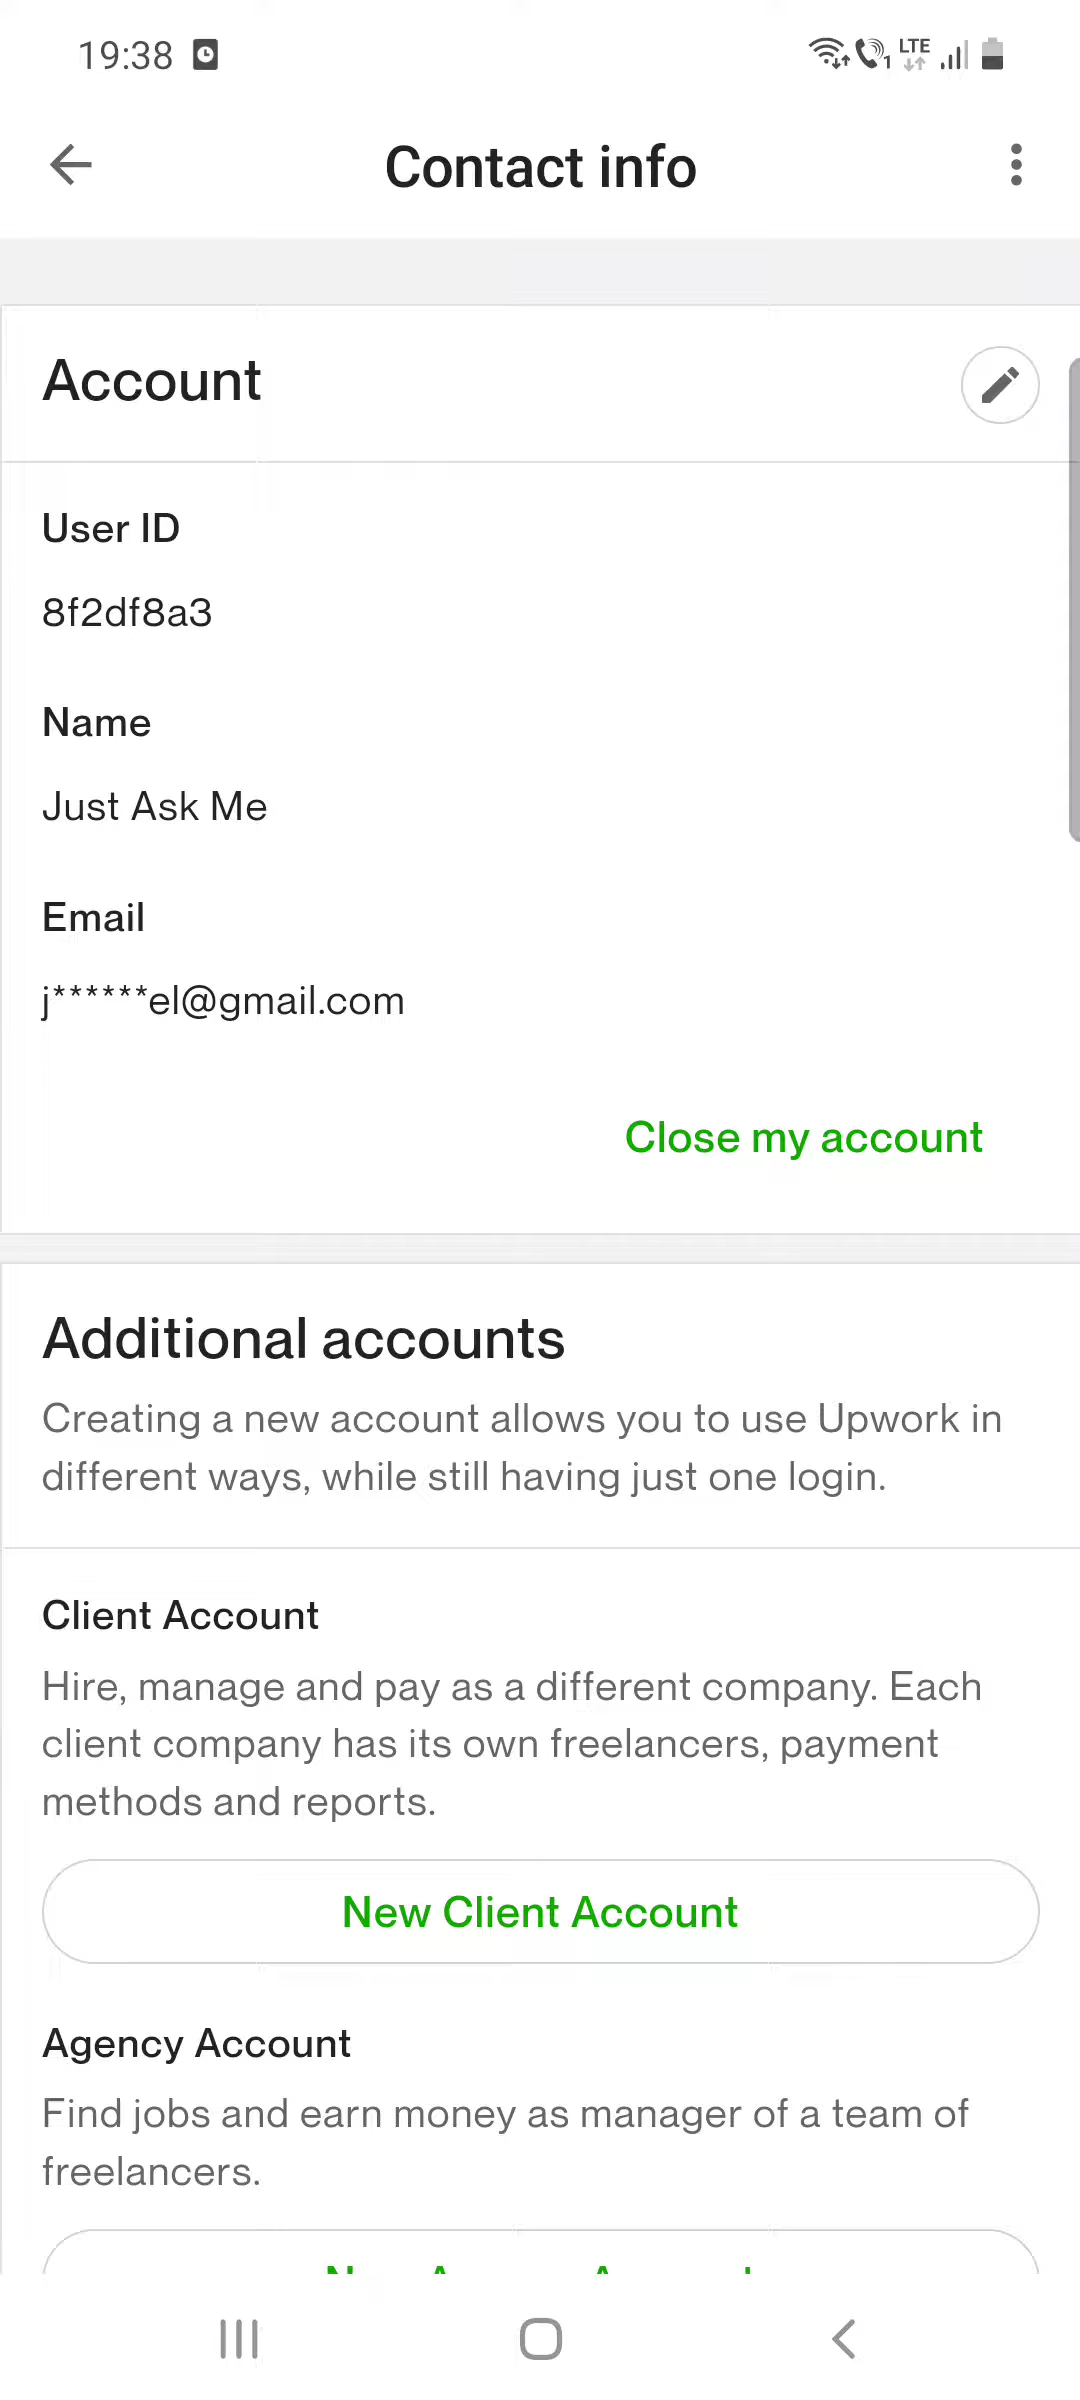 19:38
LTE
1
Contact info
Account
User ID
8f2df8a3
Name
Just Ask Me
Email
j******el@gmail.com
Close my account
Additional accounts
Creating a new account allows you to use Upwork in
different ways, while still having just one login.
Client Account
Hire, manage and pay as a different company. Each
client company has its own freelancers, payment
methods and reports.
New Client Account
Agency Account
Find jobs and earn money as manager of a team of
freelancers.